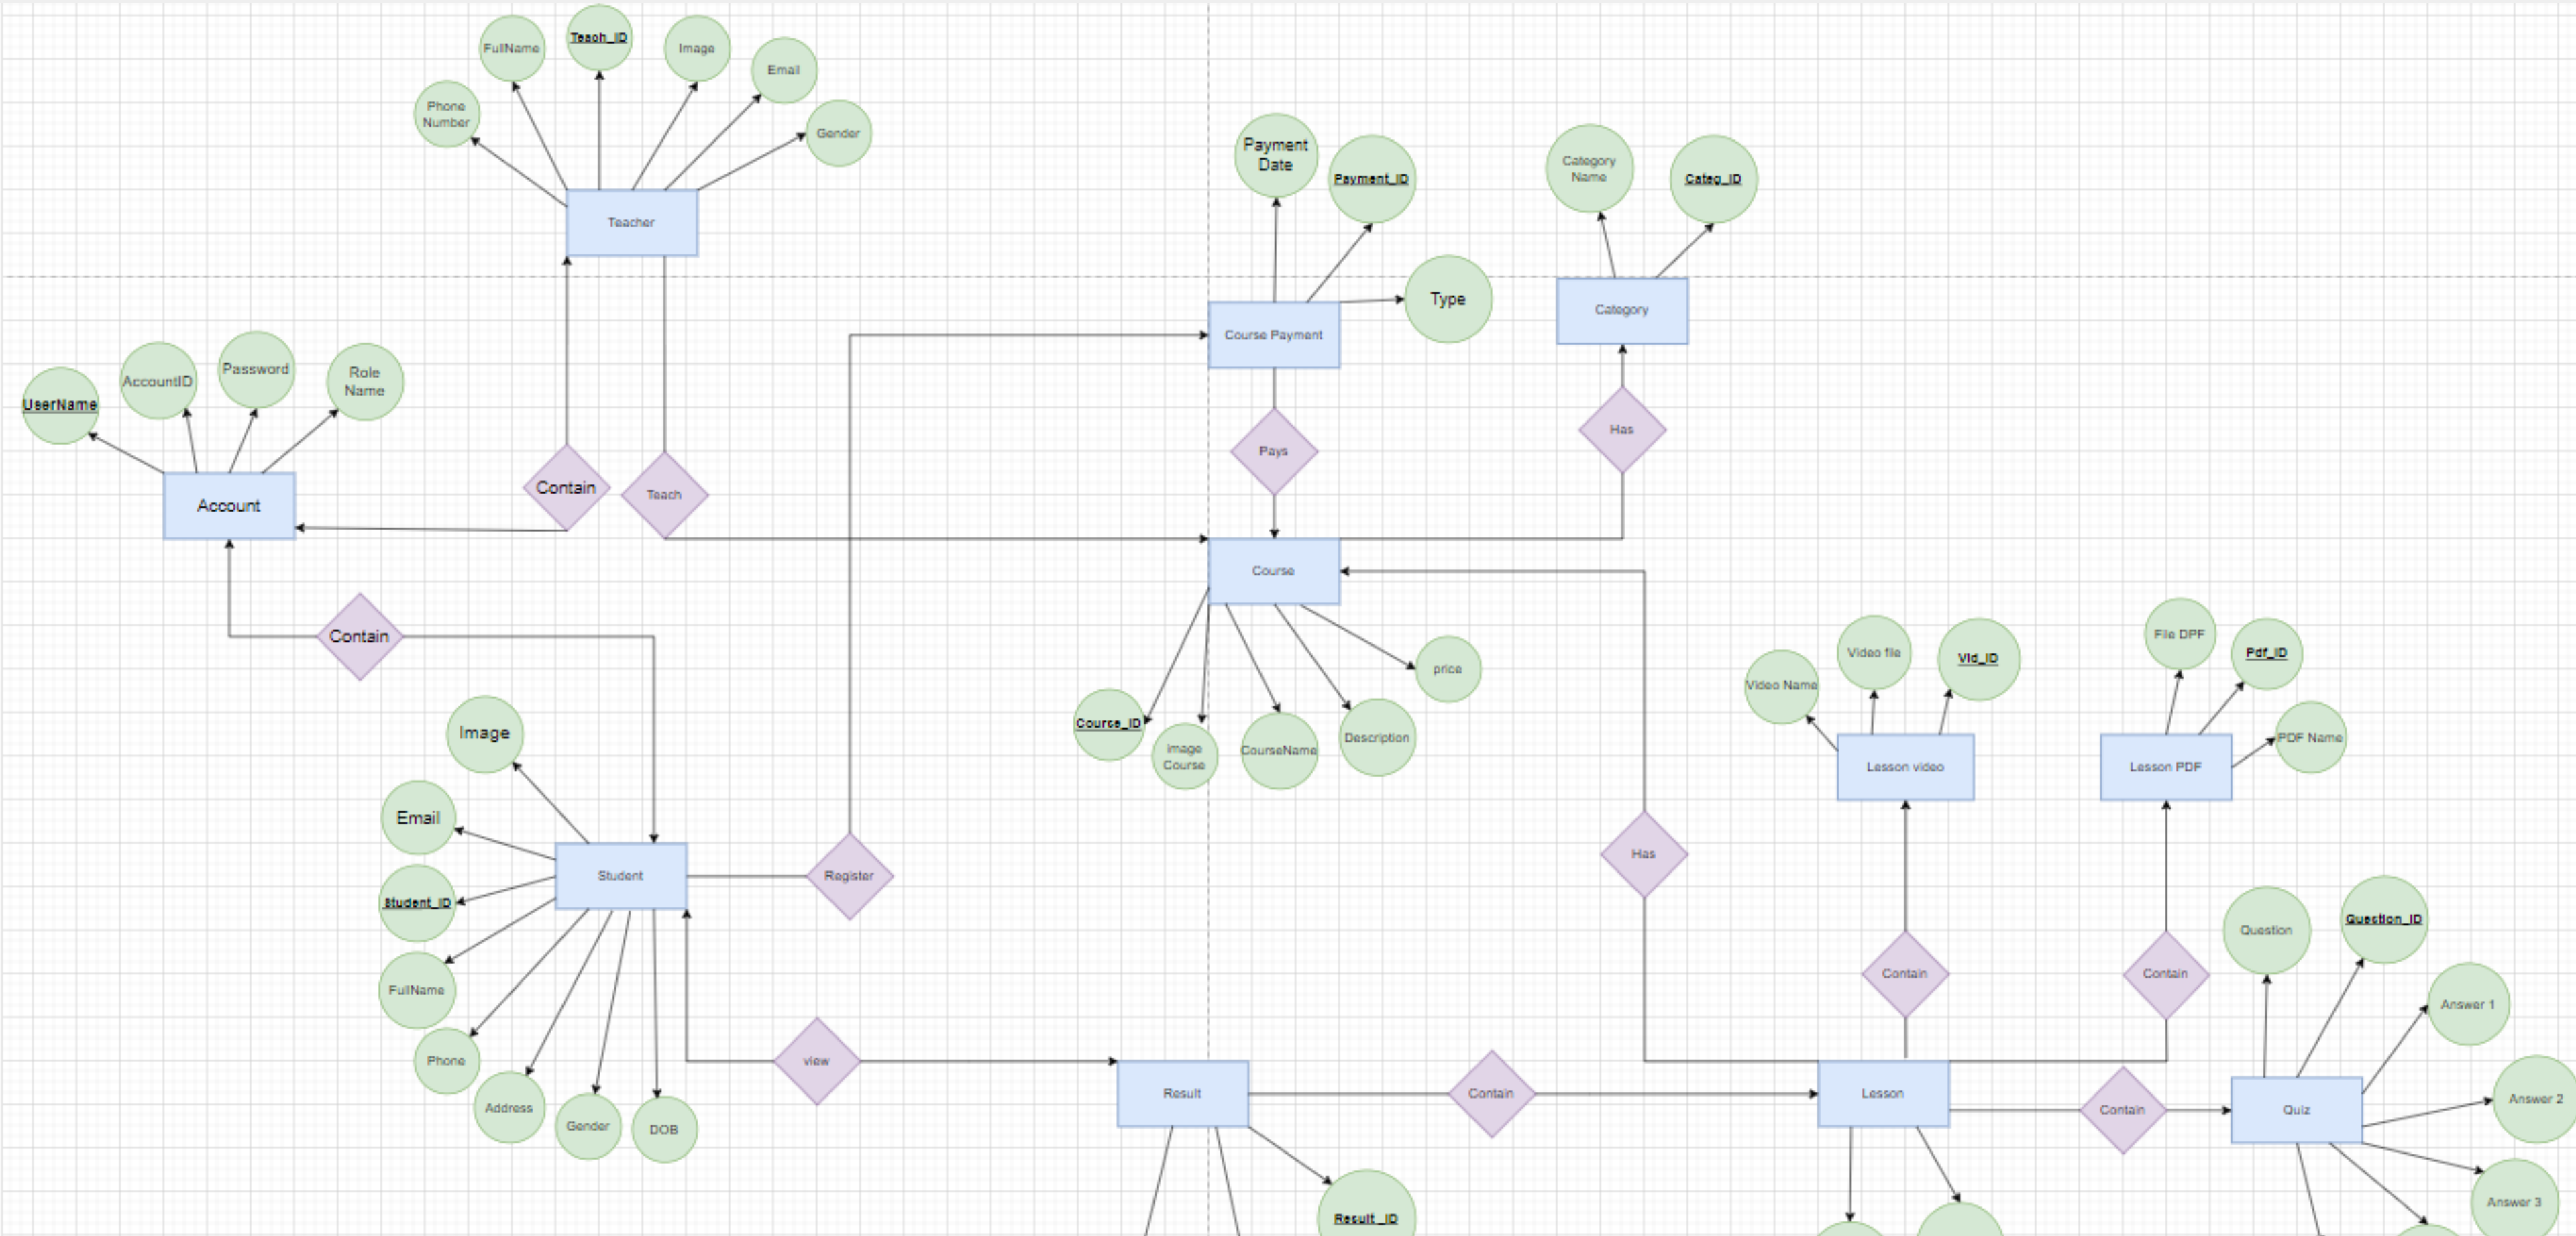 FullName
Teach_ID
Image
Email
Phone
Number
Gender
Teacher
Payment
Date
Payment_ID
Type
Course Payment
Category
Name
Categ_ID
Category
UserName
AccountID
Password
Role
Name
Account
Contain
Teach
Pays
Has
Course
Contain
Course_ID
Image
Course
CourseName
Description
price
Image
Email
Student_ID
FullName
Phone
Address
Gender
DOB
Student
Register
Has
Video Name
Video file
Vid_ID
Lesson video
File DPF
Pdf_ID
PDF Name
Lesson PDF
Contain
Contain
view
Result
Contain
Lesson
Contain
Quiz
Question
Question_ID
Answer 1
Answer 2
Answer 3
Result_ID